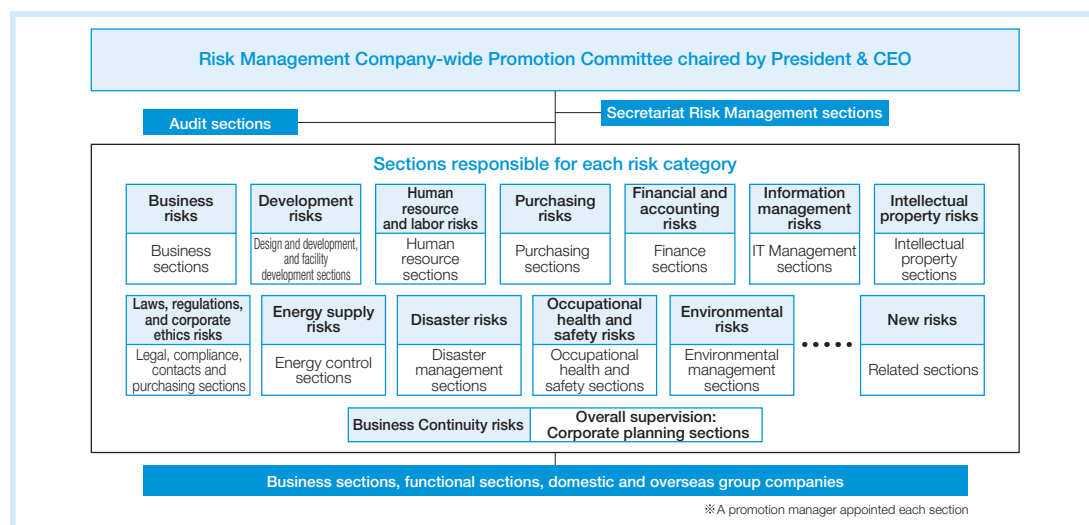 Risk Management Company-wide Promotion Committee chaired by President & CEO
Audit sections
Secretariat Risk Management sections
Sections responsible for each risk category
Business
risks
Business
sections
Development
risks
Design and development,
and facility
development sections
Human
resource
and labor risks
Human
resource
sections
Purchasing
risks
Purchasing
sections
Financial and
accounting
risks
Finance
sections
Information
management
risks
IT Management
sections
Intellectual
property risks
Intellectual
property
sections
Laws, regulations,
and corporate
ethics risks
Legal, compliance,
contacts and
purchasing sections
Energy supply
risks
Energy control
sections
Disaster risks
Disaster
management
sections
Occupational
health and
safety risks
Occupational
health and
safety sections
Environmental
risks
Environmental
management
sections
•••••
New risks
Related sections
Business Continuity risks
Overall supervision:
Corporate planning sections
Business sections, functional sections, domestic and overseas group companies
※A promotion manager appointed each section